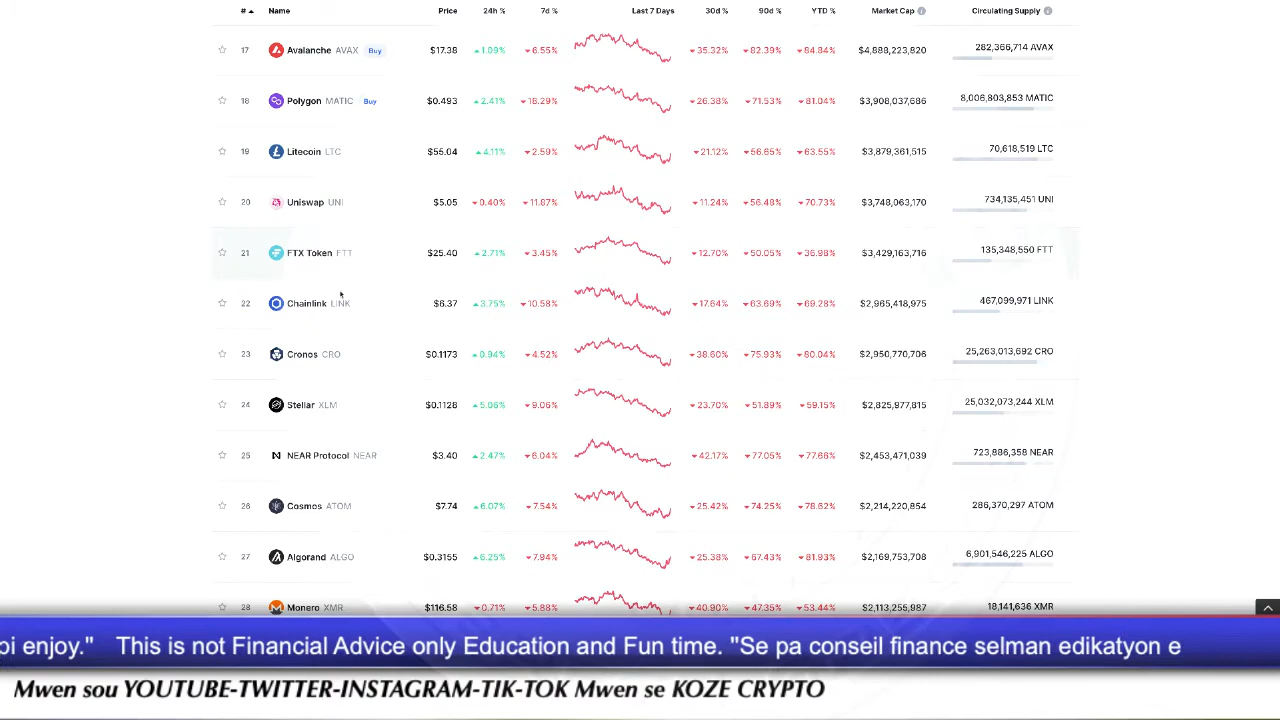 # Name Price 24h % 7d % Last 7 Days 30d % 90d % YTD % Market Cap Circulating Supply
17 Avalanche AVAX Buy $17.38 1.09% 6.55% 35.32% 82.39% 84.84% $4,888,223,820 282,366,714 AVAX
18 Polygon MATIC Buy $0.493 2.41% 18.29% 26.38% 71.53% 81.04% $3,908,037,686 8,006,803,853 MATIC
19 Litecoin LTC $55.04 4.11% 2.59% 21.12% 56.65% 63.55% $3,879,361,515 70,618,519 LTC
20 Uniswap UNI $5.05 0.40% 11.87% 11.24% 56.48% 70.73% $3,748,063,170 734,135,451 UNI
21 FTX Token FTT $25.40 2.71% 3.45% 12.70% 50.05% 36.98% $3,429,163,716 135,348,550 FTT
22 Chainlink LINK $6.37 3.75% 10.58% 17.64% 63.69% 69.28% $2,965,418,975 467,099,971 LINK
23 Cronos CRO $0.1173 0.94% 4.52% 38.60% 75.93% 80.04% $2,950,770,706 25,263,013,692 CRO
24 Stellar XLM $0.1128 5.06% 9.06% 23.70% 51.89% 59.15% $2,825,977,815 25,032,073,244 XLM
25 NEAR Protocol NEAR $3.40 2.47% 6.04% 42.17% 77.05% 77.66% $2,453,471,039 723,886,358 NEAR
26 Cosmos ATOM $7.74 6.07% 7.54% 25.42% 74.25% 78.62% $2,214,220,854 286,370,297 ATOM
27 Algorand ALGO $0.3155 6.25% 7.94% 25.38% 67.43% 81.93% $2,169,753,708 6,901,546,225 ALGO
28 Monero XMR $116.58 0.71% 5.88% 40.90% 47.35% 53.44% $2,113,255,987 18,141,636 XMR
pi enjoy." This is not Financial Advice only Education and Fun time. "Se pa conseil finance selman edikatyon e
Mwen sou YOUTUBE-TWITTER-INSTAGRAM-TIK-TOK Mwen se KOZE CRYPTO